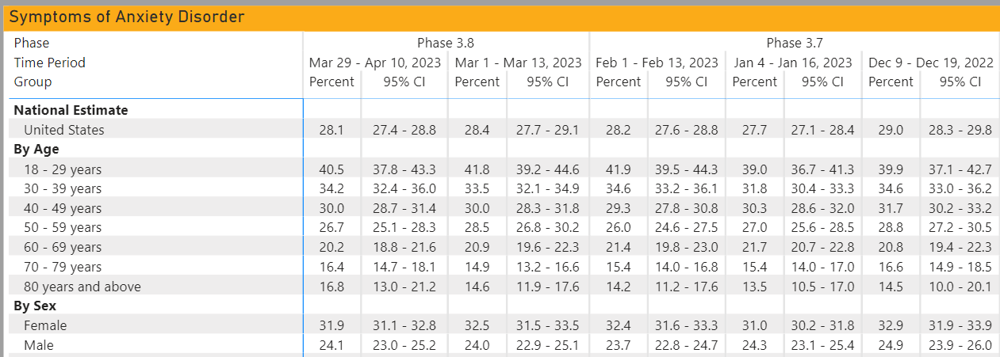 Symptoms of Anxiety Disorder
Phase Phase 3.8 Phase 3.7
Time Period Mar 29 - Apr 10, 2023 Mar 1 - Mar 13, 2023 Feb 1 - Feb 13, 2023 Jan 4 - Jan 16, 2023 Dec 9 - Dec 19, 2022
Group Percent 95% CI Percent 95% CI Percent 95% CI Percent 95% CI Percent 95% CI
National Estimate
United States 28.1 27.4 - 28.8 28.4 27.7 - 29.1 28.2 27.6 - 28.8 27.7 27.1 - 28.4 29.0 28.3 - 29.8
By Age
18 - 29 years 40.5 37.8 - 43.3 41.8 39.2 - 44.6 41.9 39.5 - 44.3 39.0 36.7 - 41.3 39.9 37.1 - 42.7
30 - 39 years 34.2 32.4 - 36.0 33.5 32.1 - 34.9 34.6 33.2 - 36.1 31.8 30.4 - 33.3 34.6 33.0 - 36.2
40 - 49 years 30.0 28.7 - 31.4 30.0 28.3 - 31.8 29.3 27.8 - 30.8 30.3 28.6 - 32.0 31.7 30.2 - 33.2
50 - 59 years 26.7 25.1 - 28.3 28.5 26.8 - 30.2 26.0 24.6 - 27.5 27.0 25.6 - 28.5 28.8 27.2 - 30.5
60 - 69 years 20.2 18.8 - 21.6 20.9 19.6 - 22.3 21.4 19.8 - 23.0 21.7 20.7 - 22.8 20.8 19.4 - 22.3
70 - 79 years 16.4 14.7 - 18.1 14.9 13.2 - 16.6 15.4 14.0 - 16.8 15.4 14.0 - 17.0 16.6 14.9 - 18.5
80 years and above 16.8 13.0 - 21.2 14.6 11.9 - 17.6 14.2 11.2 - 17.6 13.5 10.5 - 17.0 14.5 10.0 - 20.1
By Sex
Female 31.9 31.1 - 32.8 32.5 31.5 - 33.5 32.4 31.6 - 33.3 31.0 30.2 - 31.8 32.9 31.9 - 33.9
Male 24.1 23.0 - 25.2 24.0 22.9 - 25.1 23.7 22.8 - 24.7 24.3 23.1 - 25.4 24.9 23.9 - 26.0